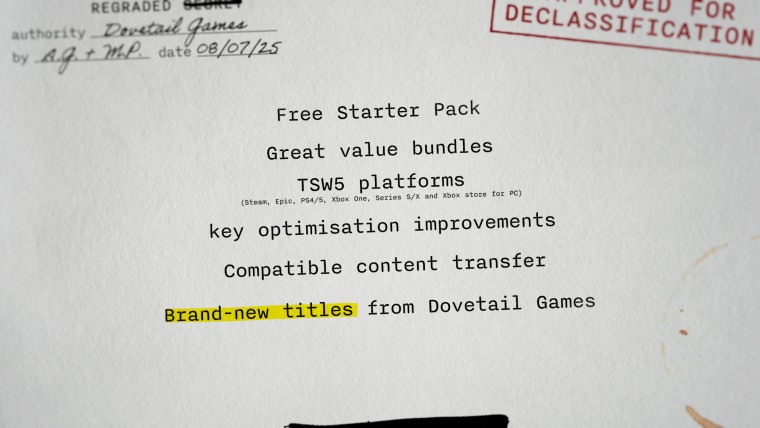 REGRADED SECRET
authority Dovetail Games
by A.G. + M.P. date 08/07/25
APPROVED FOR
DECLASSIFICATION
Free Starter Pack
Great value bundles
TSW5 platforms
(Steam, Epic, PS4/5, Xbox One, Series S/X and Xbox store for PC)
key optimisation improvements
Compatible content transfer
Brand-new titles from Dovetail Games